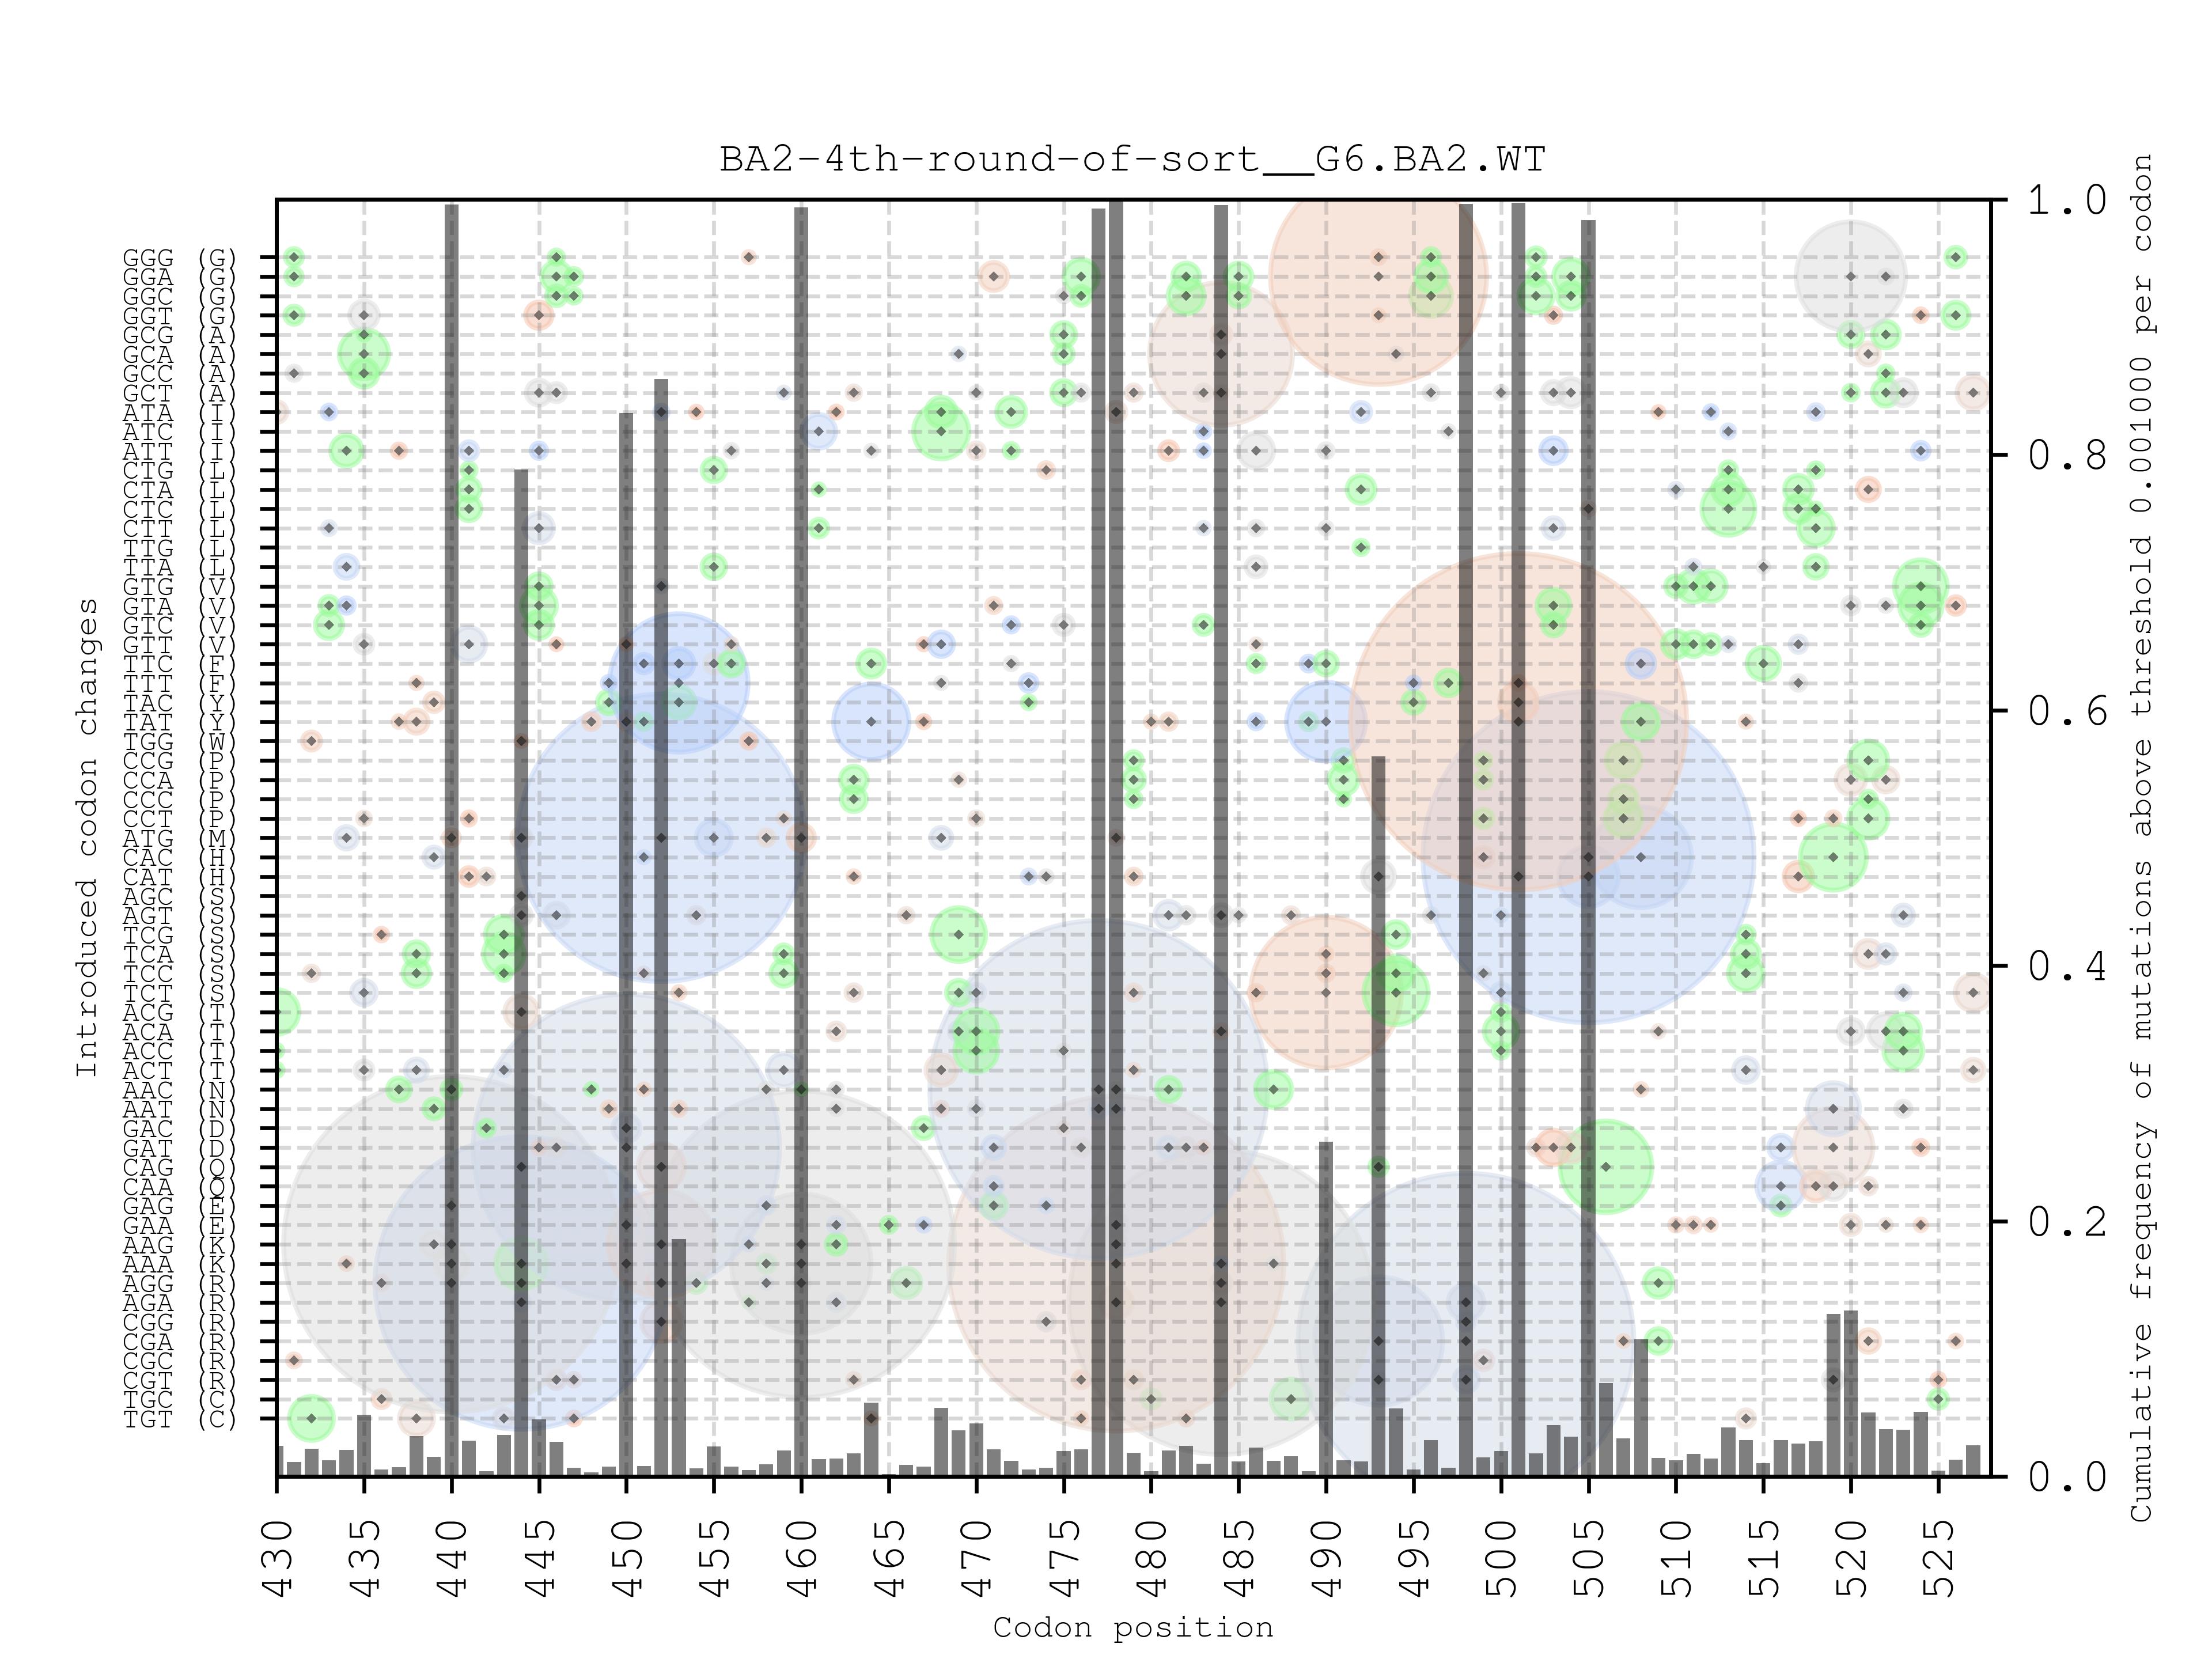 BA2-4th-round-of-sort__G6.BA2.WT
Introduced codon changes
GGG (G)
GGA (G)
GGC (G)
GGT (G)
GCG (A)
GCA (A)
GCC (A)
GCT (A)
ATA (I)
ATC (I)
ATT (I)
CTG (L)
CTA (L)
CTC (L)
CTT (L)
TTG (L)
TTA (L)
GTG (V)
GTA (V)
GTC (V)
GTT (V)
TTC (F)
TTT (F)
TAC (Y)
TAT (Y)
TGG (W)
CCG (P)
CCA (P)
CCC (P)
CCT (P)
ATG (M)
CAC (H)
CAT (H)
AGC (S)
AGT (S)
TCG (S)
TCA (S)
TCC (S)
TCT (S)
ACG (T)
ACA (T)
ACC (T)
ACT (T)
AAC (N)
AAT (N)
GAC (D)
GAT (D)
CAG (Q)
CAA (Q)
GAG (E)
GAA (E)
AAG (K)
AAA (K)
AGG (R)
AGA (R)
CGG (R)
CGA (R)
CGC (R)
CGT (R)
TGC (C)
TGT (C)
1.0
0.8
0.6
0.4
0.2
0.0
Cumulative frequency of mutations above threshold 0.001000 per codon
430
435
440
445
450
455
460
465
470
475
480
485
490
495
500
505
510
515
520
525
Codon position